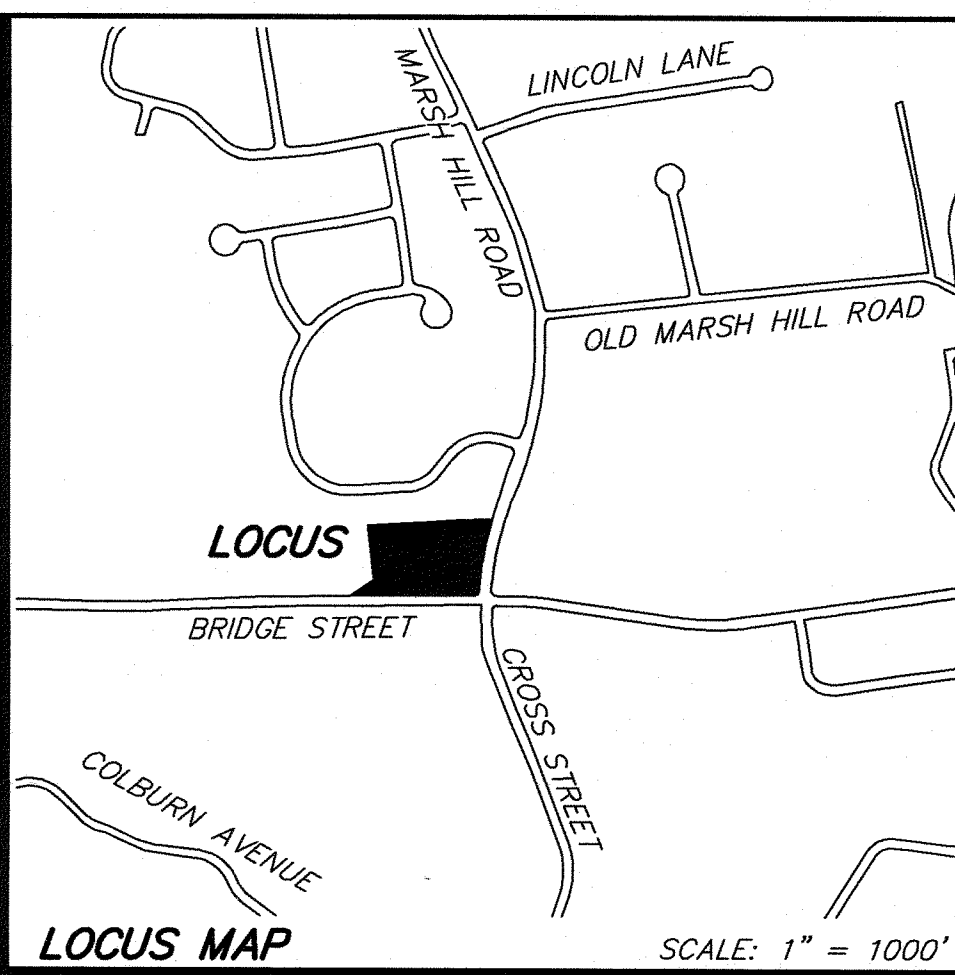 LINCOLN LANE
MARSH HILL ROAD
OLD MARSH HILL ROAD
LOCUS
BRIDGE STREET
CROSS STREET
COLBURN AVENUE
LOCUS MAP
SCALE: 1" = 1000'